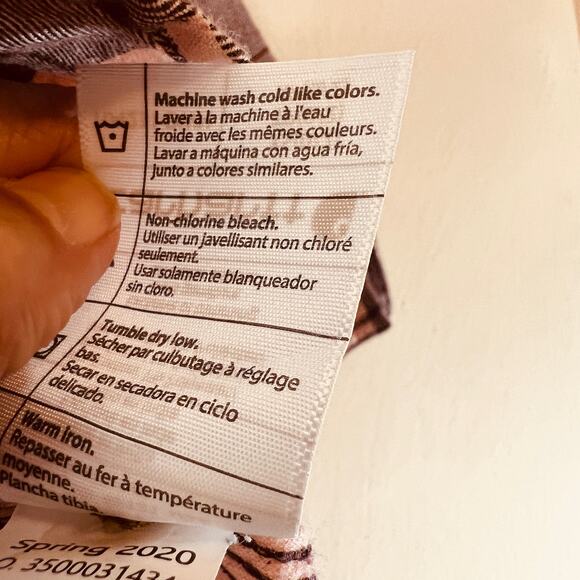 Machine wash cold like colors.
Laver à la machine à l'eau
froide avec les mêmes couleurs.
Lavar a máquina con agua fría,
junto a colores similares.
Non-chlorine bleach.
Utiliser un javellisant non chloré
seulement.
Usar solamente blanqueador
sin cloro.
Tumble dry low.
Sécher par culbutage à réglage
bas.
Secar en secadora en ciclo
delicado.
Warm Iron.
Repasser au fer à température
moyenne.
Plancha tibia.
Spring 2020